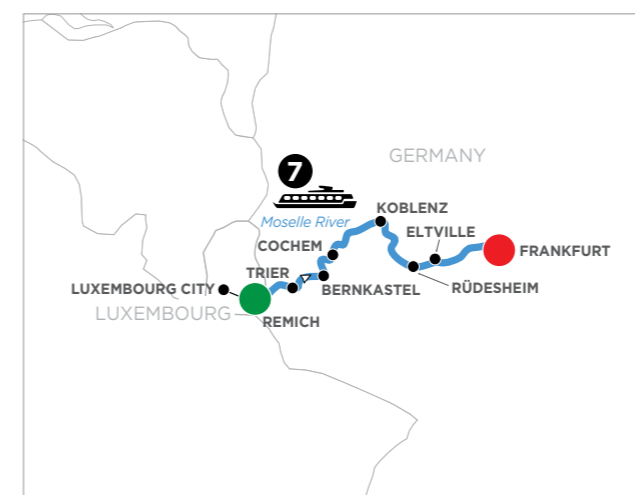 GERMANY
7
KOBLENZ
Moselle River
ELTVILLE
COCHEM
FRANKFURT
TRIER
LUXEMBOURG CITY
BERNKASTEL
RÜDESHEIM
LUXEMBOURG
REMICH